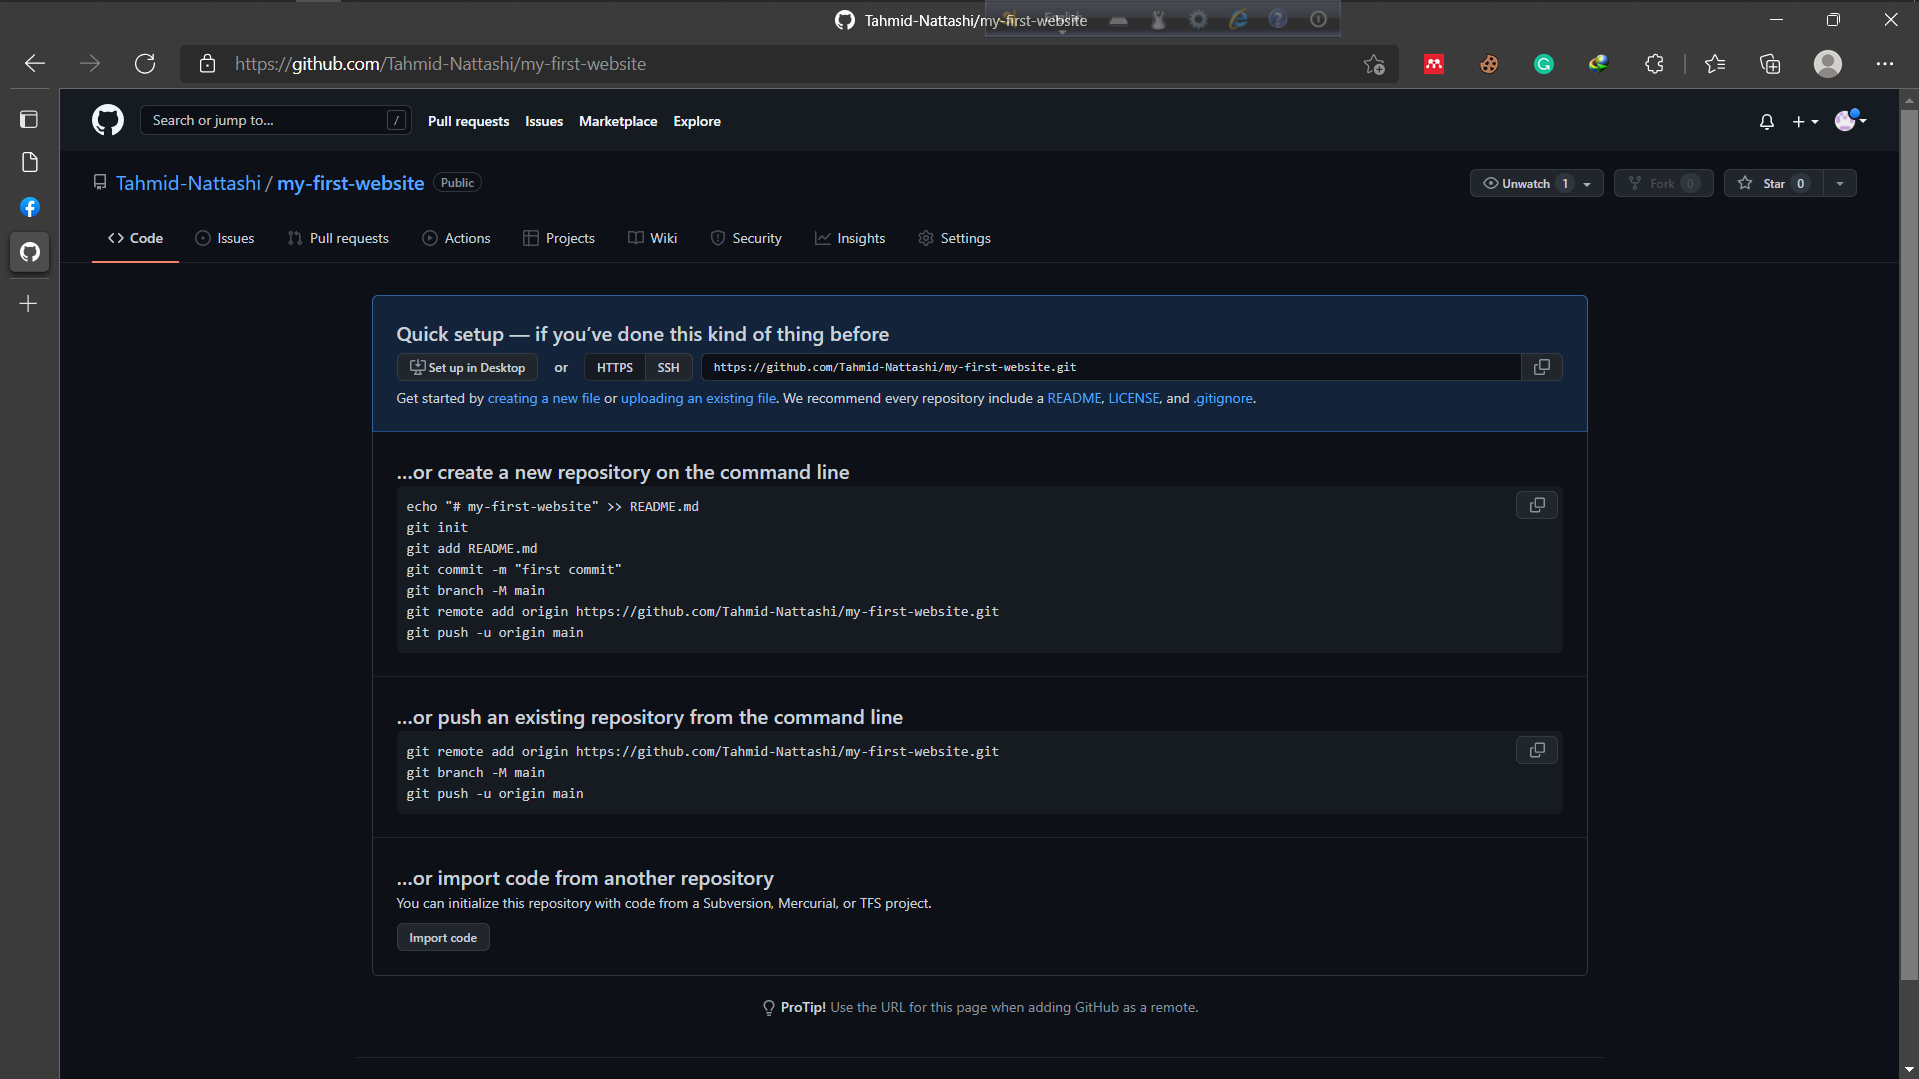 Tahmid-Nattashi/my-first-website
https://github.com/Tahmid-Nattashi/my-first-website
Search or jump to...
/
Pull requests
Issues
Marketplace
Explore
Tahmid-Nattashi / my-first-website
Public
Unwatch 1
Fork 0
Star 0
Code
Issues
Pull requests
Actions
Projects
Wiki
Security
Insights
Settings
Quick setup — if you’ve done this kind of thing before
Set up in Desktop or HTTPS SSH https://github.com/Tahmid-Nattashi/my-first-website.git
Get started by creating a new file or uploading an existing file. We recommend every repository include a README, LICENSE, and .gitignore.
…or create a new repository on the command line
echo "# my-first-website" >> README.md
git init
git add README.md
git commit -m "first commit"
git branch -M main
git remote add origin https://github.com/Tahmid-Nattashi/my-first-website.git
git push -u origin main
…or push an existing repository from the command line
git remote add origin https://github.com/Tahmid-Nattashi/my-first-website.git
git branch -M main
git push -u origin main
…or import code from another repository
You can initialize this repository with code from a Subversion, Mercurial, or TFS project.
Import code
ProTip! Use the URL for this page when adding GitHub as a remote.